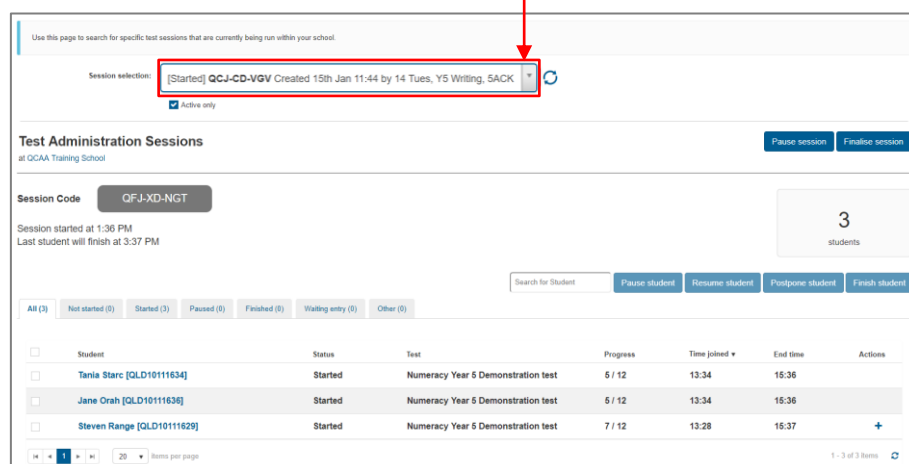 Use this page to search for specific test sessions that are currently being run within your school.
Session selection: [Started] QCJ-CD-VGV Created 15th Jan 11:44 by 14 Tues, Y5 Writing, 5ACK
Active only
Test Administration Sessions
Pause session Finalise session
at QCAA Training School
Session Code QFJ-XD-NGT
3
students
Session started at 1:36 PM
Last student will finish at 3:37 PM
Search for Student Pause student Resume student Postpone student Finish student
All (3) Not started (0) Started (3) Paused (0) Finished (0) Waiting entry (0) Other (0)
Student Status Test Progress Time joined End time Actions
Tania Starc [QLD10111634] Started Numeracy Year 5 Demonstration test 5 / 12 13:34 15:36
Jane Orah [QLD10111636] Started Numeracy Year 5 Demonstration test 5 / 12 13:34 15:36
Steven Range [QLD10111629] Started Numeracy Year 5 Demonstration test 7 / 12 13:28 15:37 +
1 20 items per page 1 - 3 of 3 items